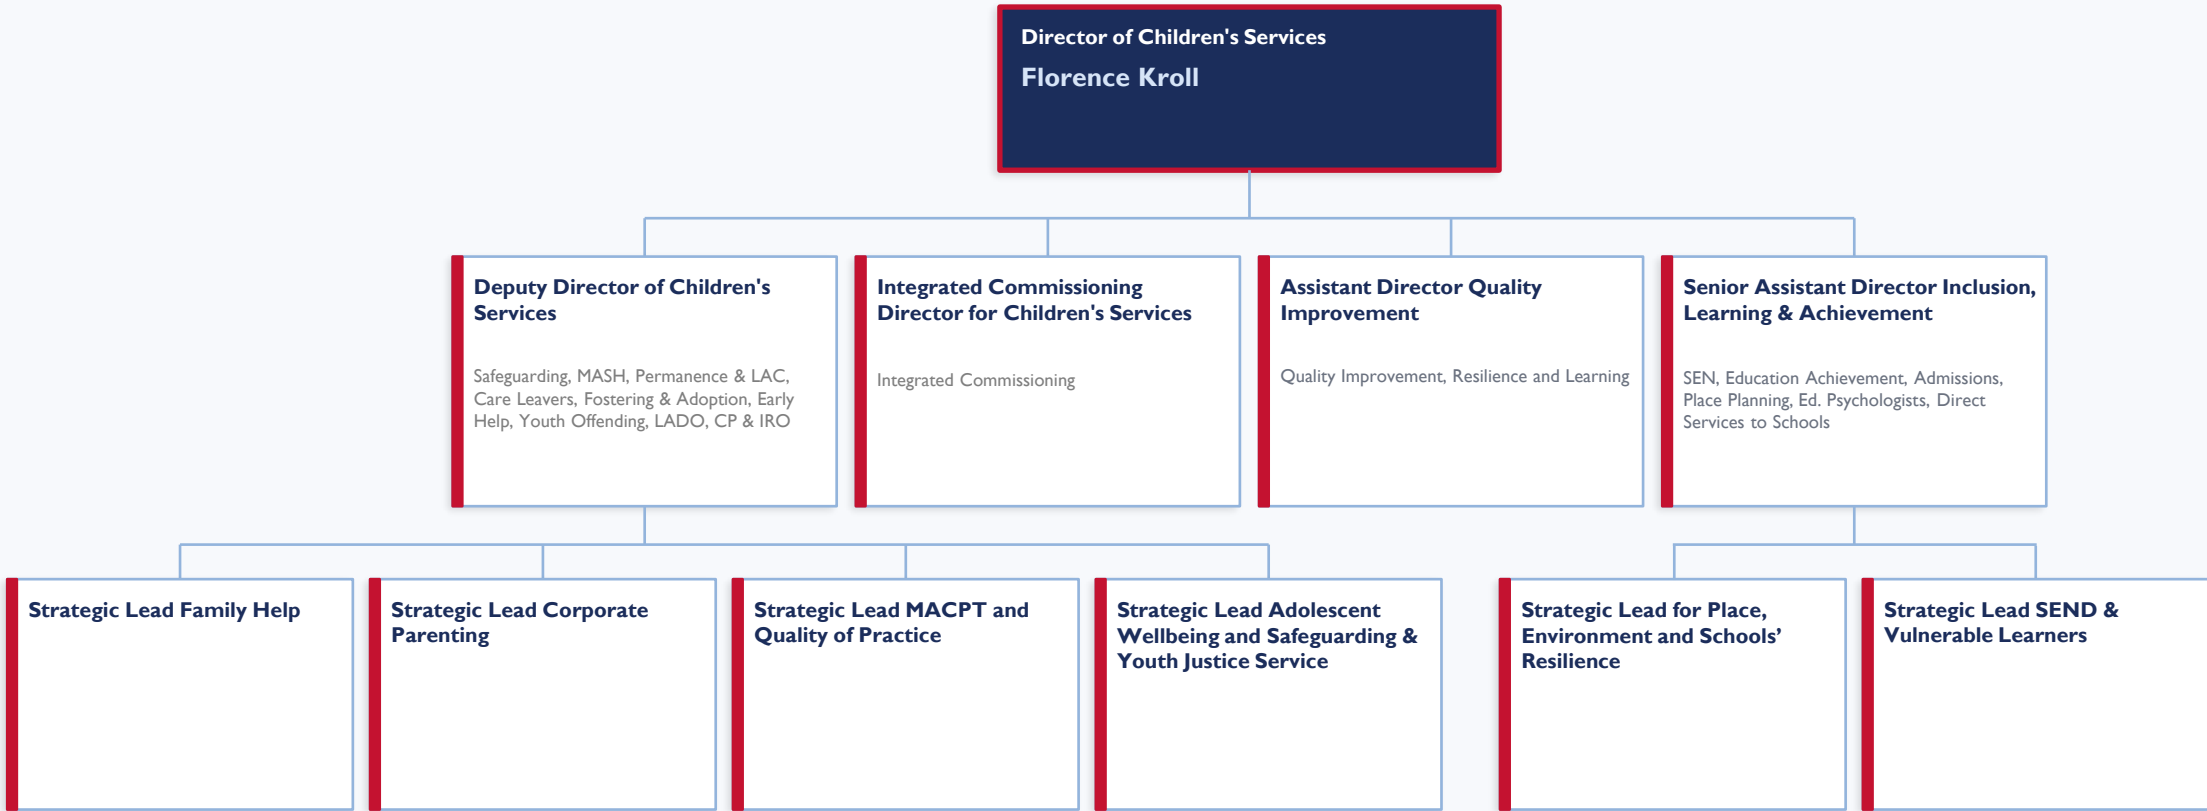 Director of Children's Services
Florence Kroll
Deputy Director of Children's
Services
Safeguarding, MASH, Permanence & LAC,
Care Leavers, Fostering & Adoption, Early
Help, Youth Offending, LADO, CP & IRO
Integrated Commissioning
Director for Children's Services
Integrated Commissioning
Assistant Director Quality
Improvement
Quality Improvement, Resilience and Learning
Senior Assistant Director Inclusion,
Learning & Achievement
SEN, Education Achievement, Admissions,
Place Planning, Ed. Psychologists, Direct
Services to Schools
Strategic Lead Family Help
Strategic Lead Corporate
Parenting
Strategic Lead MACPT and
Quality of Practice
Strategic Lead Adolescent
Wellbeing and Safeguarding &
Youth Justice Service
Strategic Lead for Place,
Environment and Schools’
Resilience
Strategic Lead SEND &
Vulnerable Learners